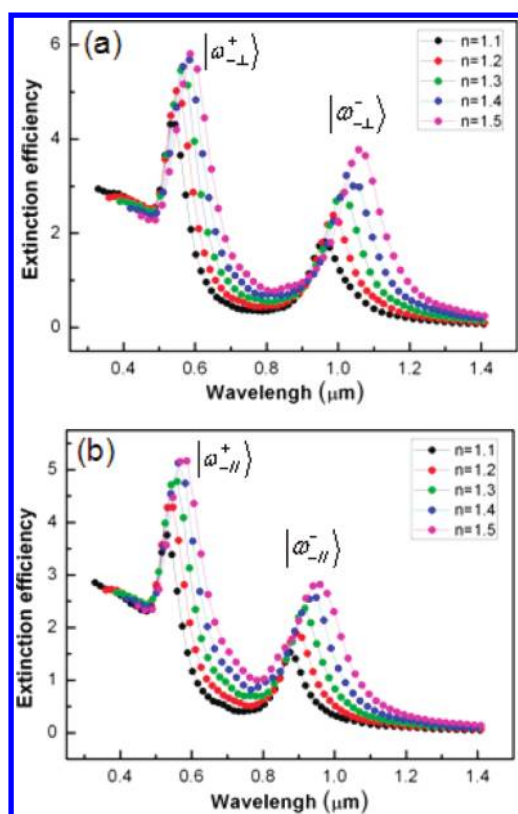 (a)
|ω⁺₋⊥⟩
|ω⁻₋⊥⟩
n=1.1
n=1.2
n=1.3
n=1.4
n=1.5
Extinction efficiency
6
4
2
0
0.4 0.6 0.8 1.0 1.2 1.4
Wavelengh (μm)
(b)
|ω⁺₋//⟩
|ω⁻₋//⟩
n=1.1
n=1.2
n=1.3
n=1.4
n=1.5
Extinction efficiency
5
4
3
2
1
0
0.4 0.6 0.8 1.0 1.2 1.4
Wavelengh (μm)